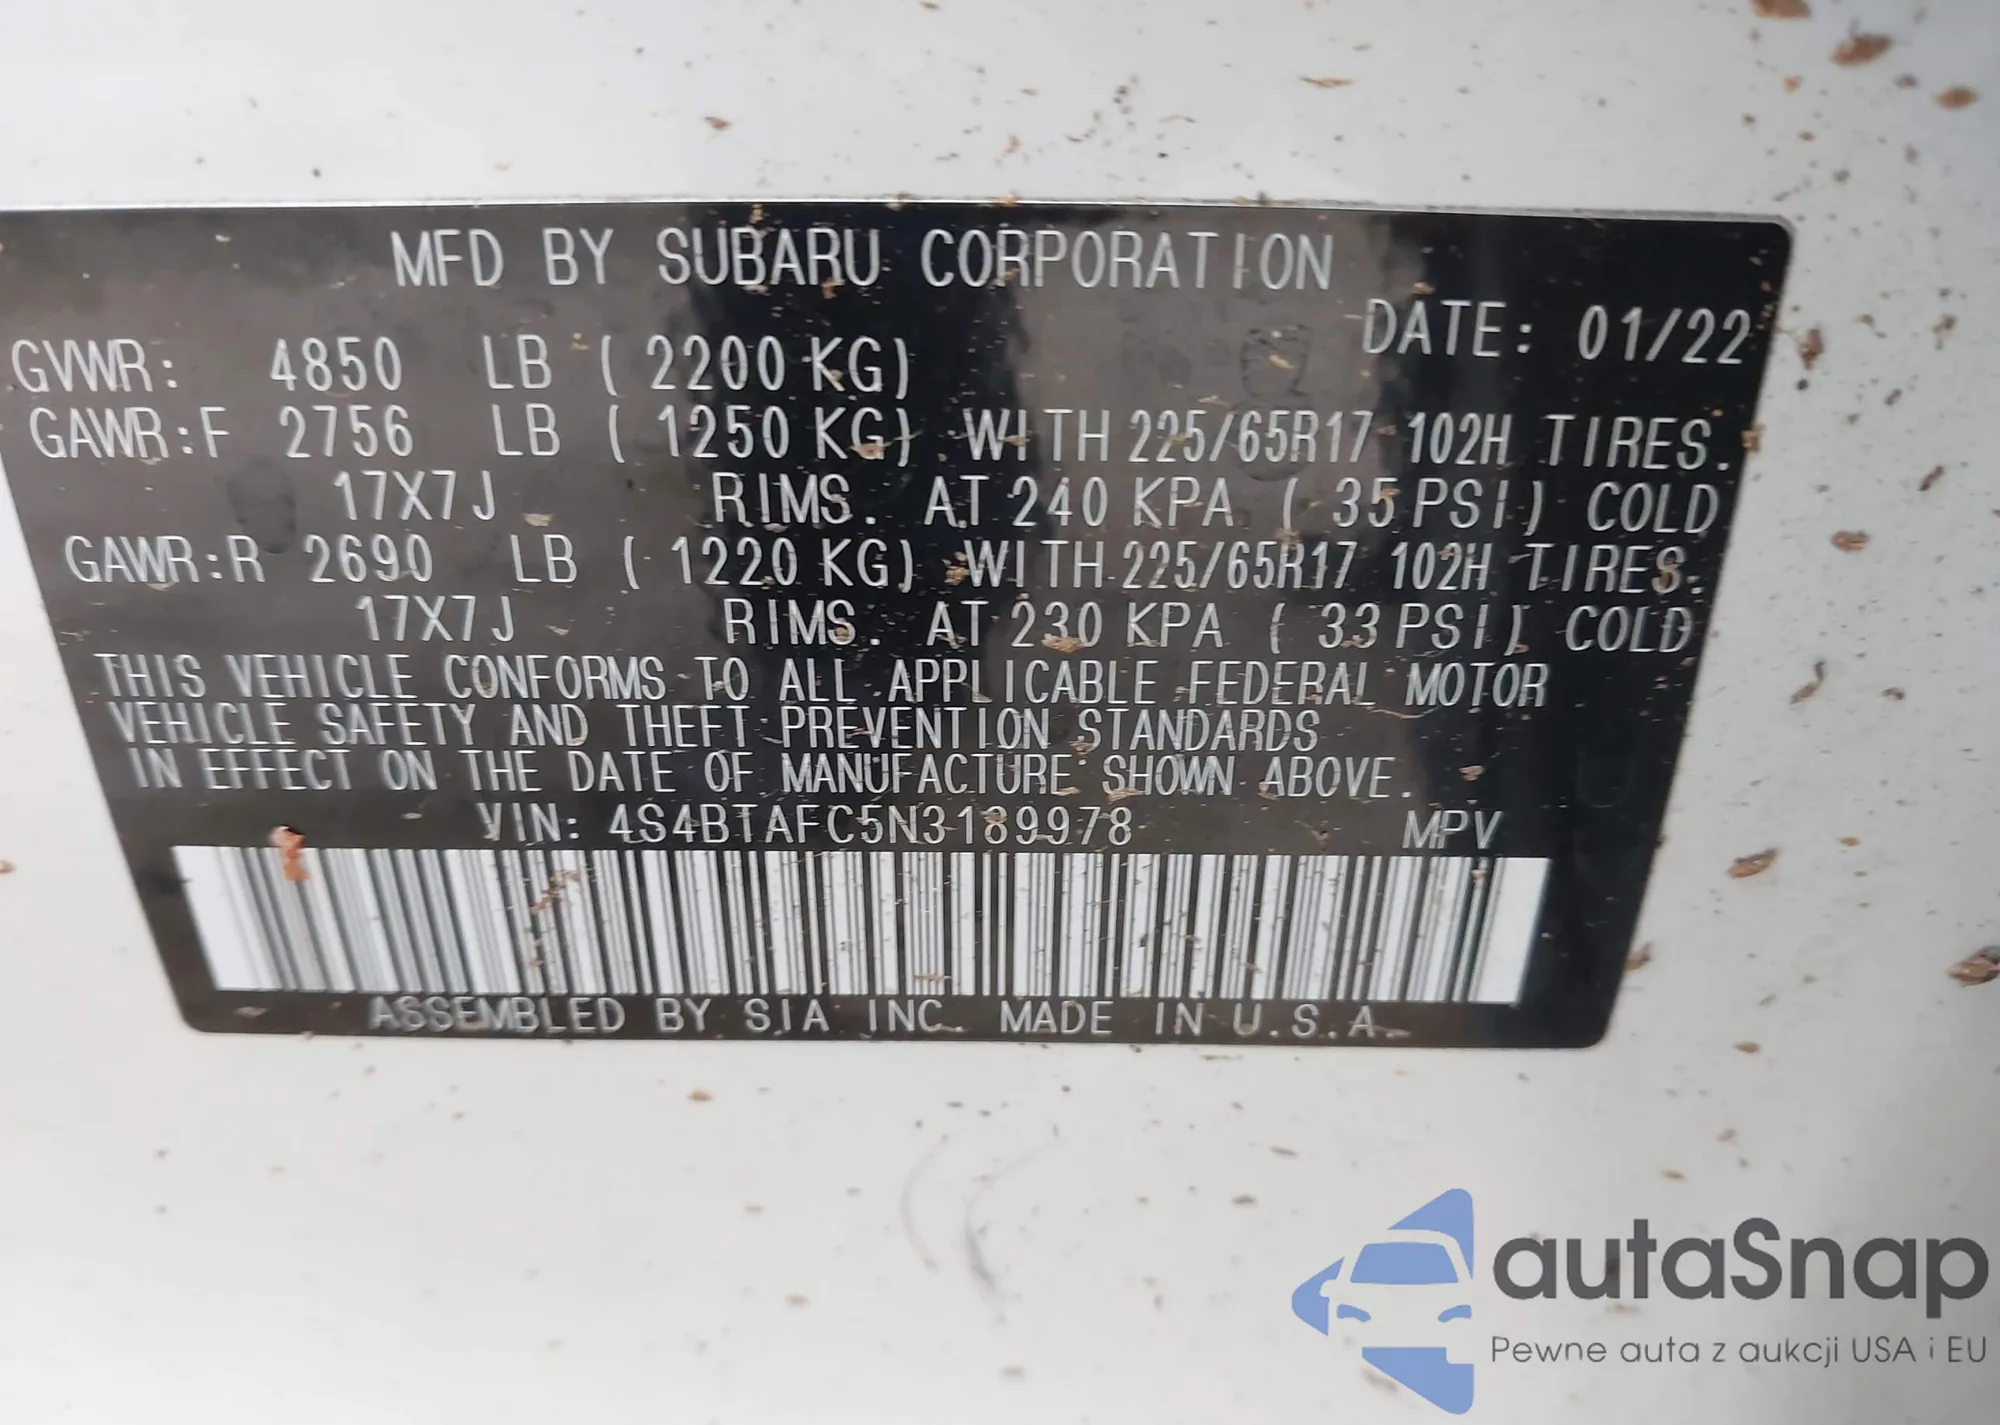 MFD BY SUBARU CORPORATION
DATE: 01/22
GVWR: 4850 LB ( 2200 KG)
GAWR:F 2756 LB ( 1250 KG) WITH 225/65R17 102H TIRES.
17X7J RIMS. AT 240 KPA ( 35 PSI) COLD
GAWR:R 2690 LB ( 1220 KG) WITH 225/65R17 102H TIRES.
17X7J RIMS. AT 230 KPA ( 33 PSI) COLD
THIS VEHICLE CONFORMS TO ALL APPLICABLE FEDERAL MOTOR
VEHICLE SAFETY AND THEFT PREVENTION STANDARDS
IN EFFECT ON THE DATE OF MANUFACTURE SHOWN ABOVE.
VIN: 4S4BTAFC5N3189978 MPV
ASSEMBLED BY SIA INC. MADE IN U.S.A.
autaSnap
Pewne auta z aukcji USA i EU